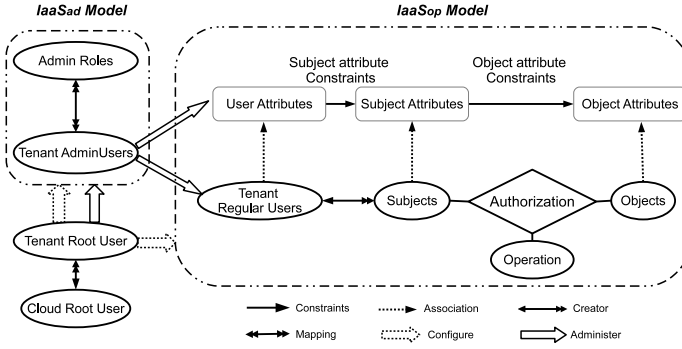 IaaSad Model
IaaSop Model
Admin Roles
Tenant AdminUsers
Tenant Root User
Cloud Root User
Subject attribute
Constraints
Object attribute
Constraints
User Attributes
Subject Attributes
Object Attributes
Tenant
Regular Users
Subjects
Authorization
Objects
Operation
Constraints
Association
Creator
Mapping
Configure
Administer